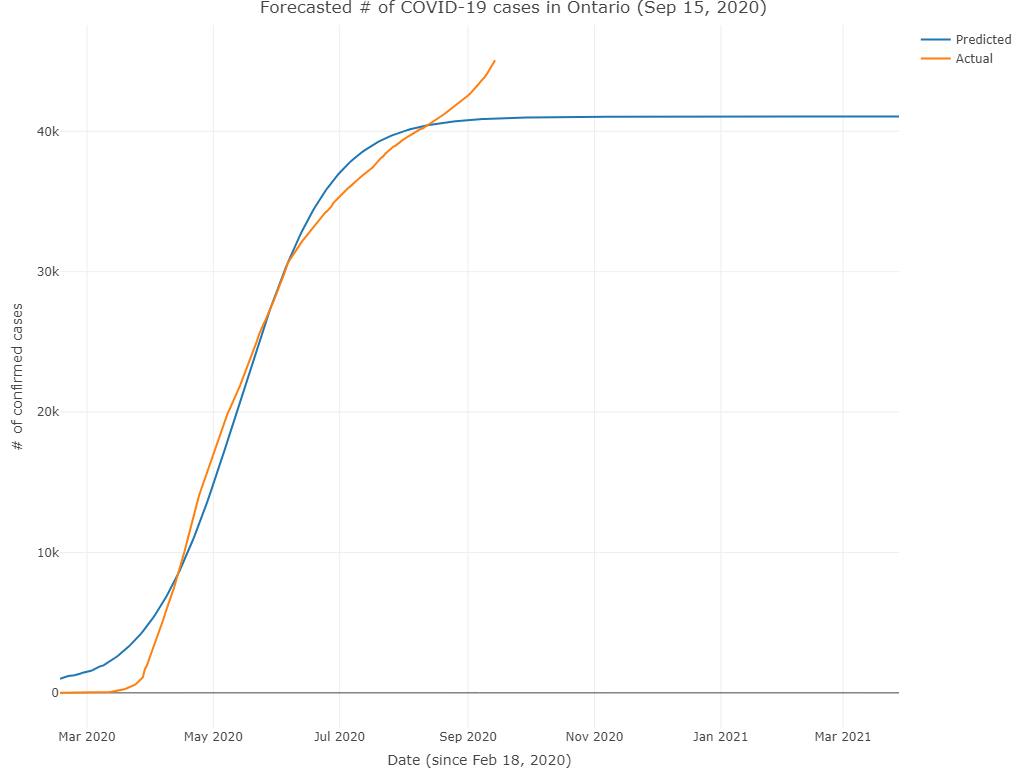 Forecasted # of COVID-19 cases in Ontario (Sep 15, 2020)
Predicted
Actual
40k
30k
20k
10k
0
# of confirmed cases
Mar 2020 May 2020 Jul 2020 Sep 2020 Nov 2020 Jan 2021 Mar 2021
Date (since Feb 18, 2020)